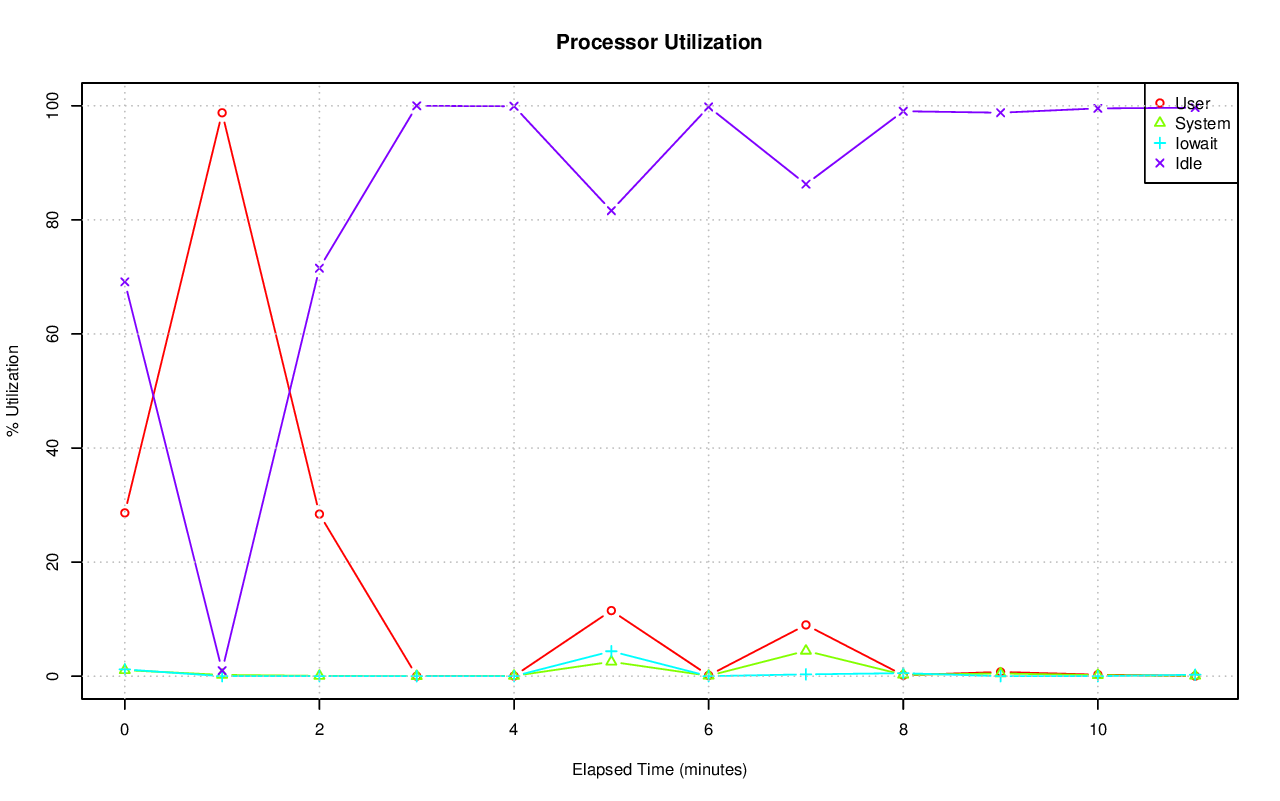 Processor Utilization
% Utilization
100
80
60
40
20
0
User
System
Iowait
Idle
0 2 4 6 8 10
Elapsed Time (minutes)